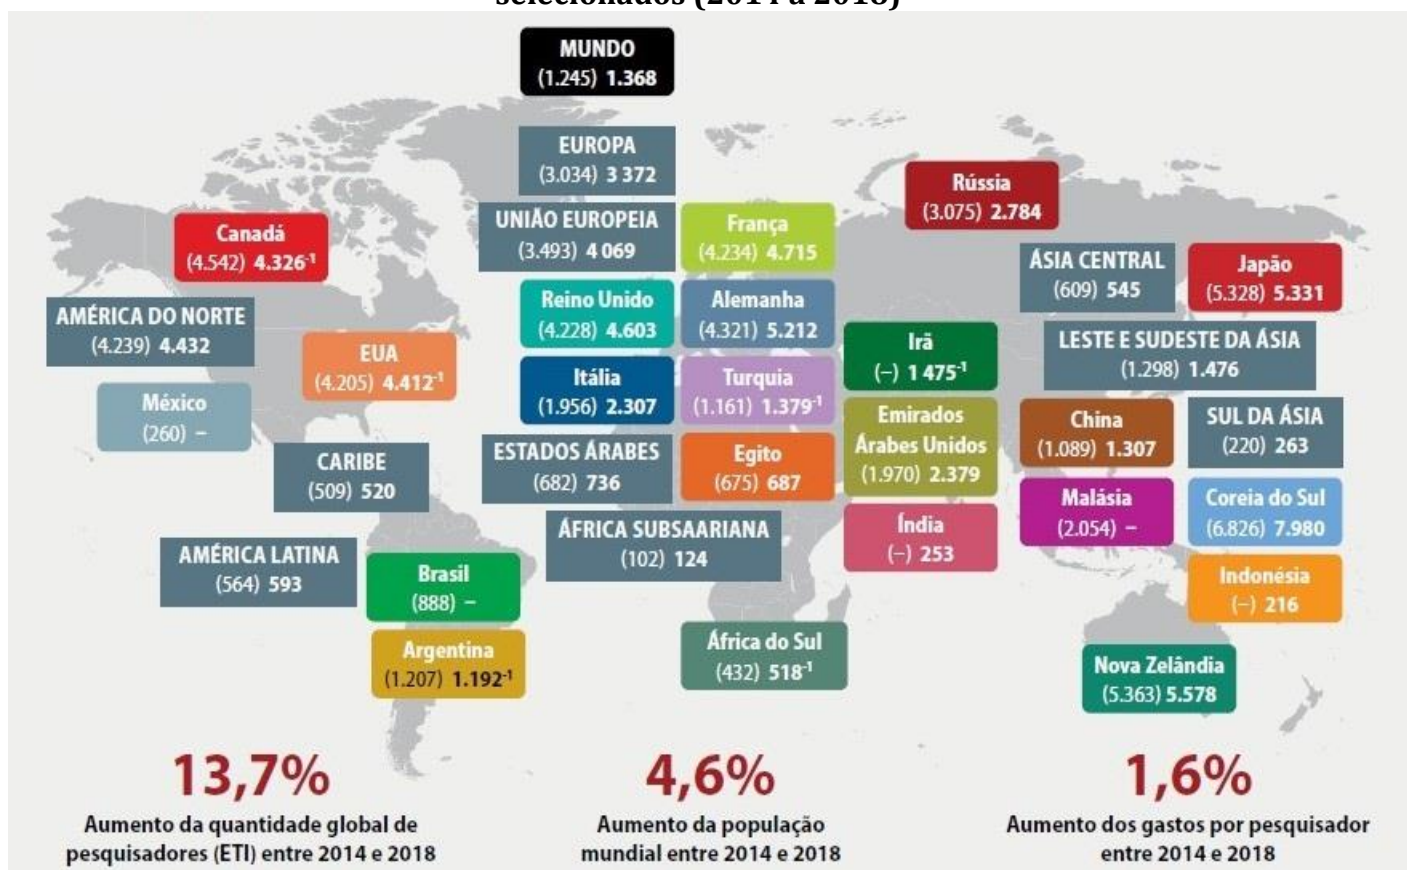 selecionados (2014 a 2018)
MUNDO
(1.245) 1.368
EUROPA
(3.034) 3 372
Rússia
(3.075) 2.784
Canadá
(4.542) 4.326-1
UNIÃO EUROPEIA
(3.493) 4 069
França
(4.234) 4.715
ÁSIA CENTRAL
(609) 545
Japão
(5.328) 5.331
AMÉRICA DO NORTE
(4.239) 4.432
EUA
(4.205) 4.412-1
Reino Unido
(4.228) 4.603
Alemanha
(4.321) 5.212
Irã
(–) 1 475-1
LESTE E SUDESTE DA ÁSIA
(1.298) 1.476
México
(260) –
Itália
(1.956) 2.307
Turquia
(1.161) 1.379-1
Emirados
Árabes Unidos
(1.970) 2.379
China
(1.089) 1.307
SUL DA ÁSIA
(220) 263
CARIBE
(509) 520
ESTADOS ÁRABES
(682) 736
Egito
(675) 687
Malásia
(2.054) –
Coreia do Sul
(6.826) 7.980
ÁFRICA SUBSAARIANA
(102) 124
Índia
(–) 253
AMÉRICA LATINA
(564) 593
Brasil
(888) –
Indonésia
(–) 216
Argentina
(1.207) 1.192-1
África do Sul
(432) 518-1
Nova Zelândia
(5.363) 5.578
13,7%
Aumento da quantidade global de
pesquisadores (ETI) entre 2014 e 2018
4,6%
Aumento da população
mundial entre 2014 e 2018
1,6%
Aumento dos gastos por pesquisador
entre 2014 e 2018